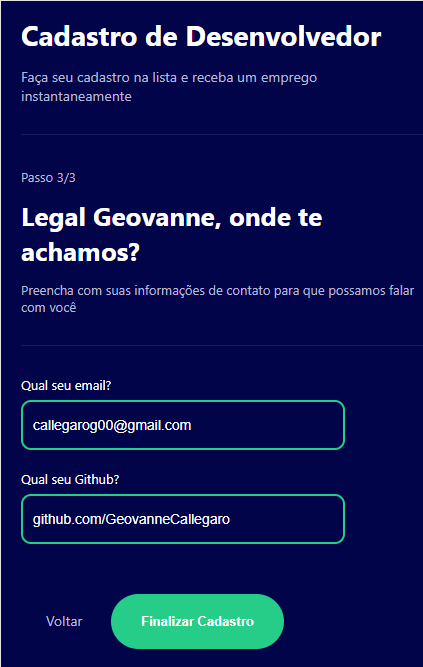 Cadastro de Desenvolvedor
Faça seu cadastro na lista e receba um emprego
instantaneamente
Passo 3/3
Legal Geovanne, onde te
achamos?
Preencha com suas informações de contato para que possamos falar
com você
Qual seu email?
callegarog00@gmail.com
Qual seu Github?
github.com/GeovanneCallegaro
Voltar
Finalizar Cadastro